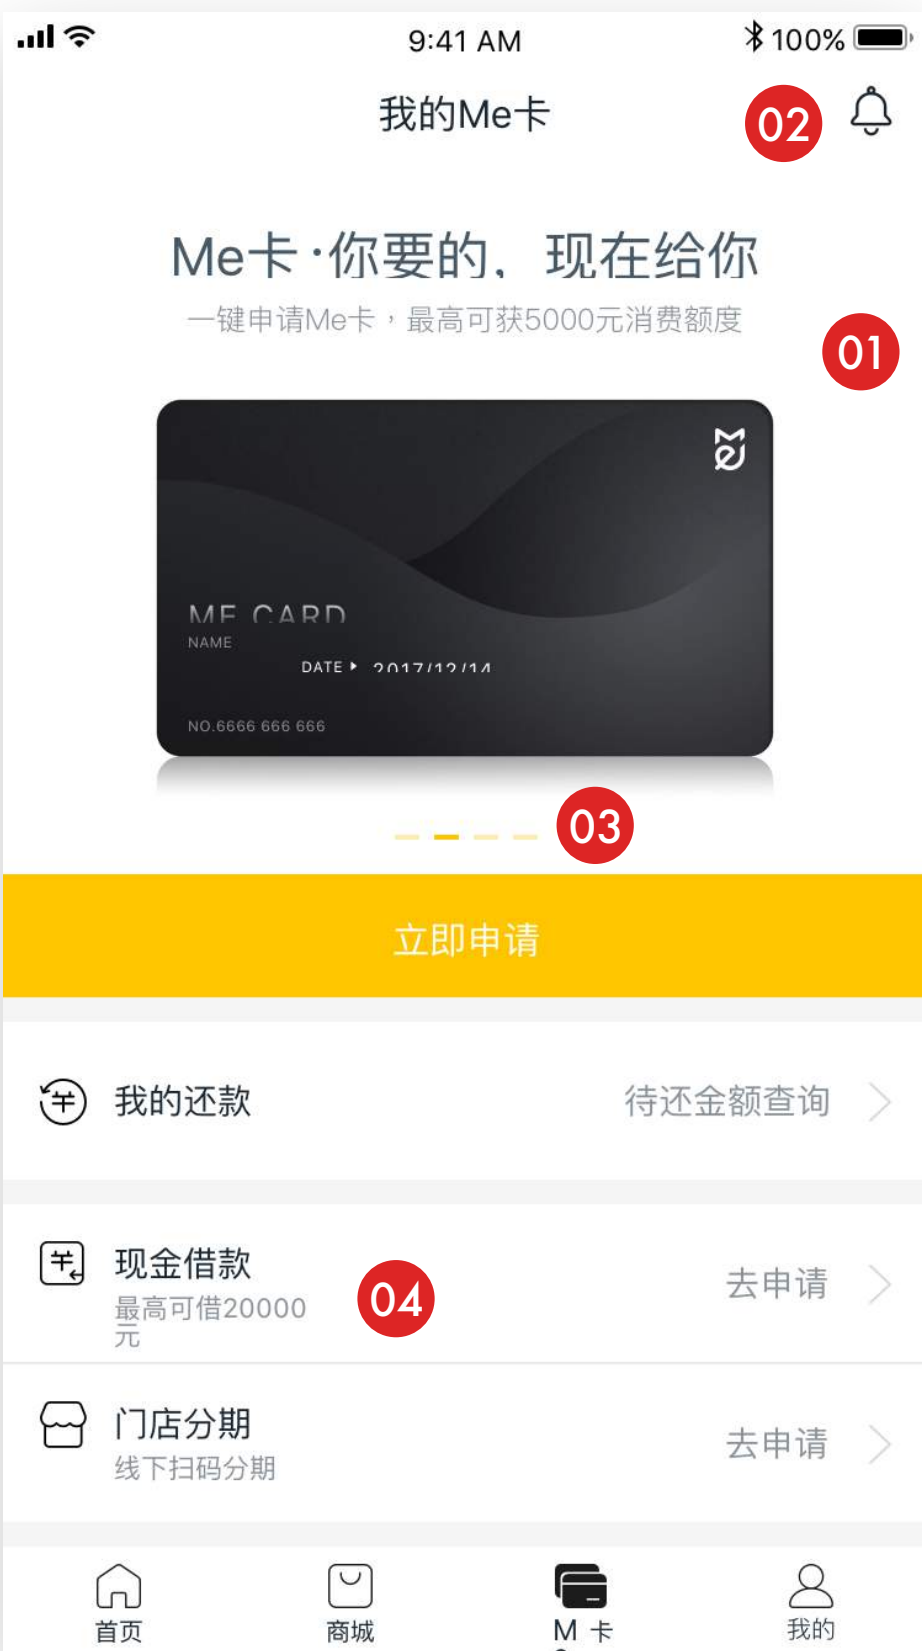 9:41 AM
100%
我的Me卡
02
Me卡·你要的，现在给你
一键申请Me卡，最高可获5000元消费额度
01
ME CARD
NAME
DATE 2017/12/14
NO.6666 666 666
03
立即申请
我的还款
待还金额查询
现金借款
最高可借20000
元
04
去申请
门店分期
线下扫码分期
去申请
首页
商城
M 卡
我的